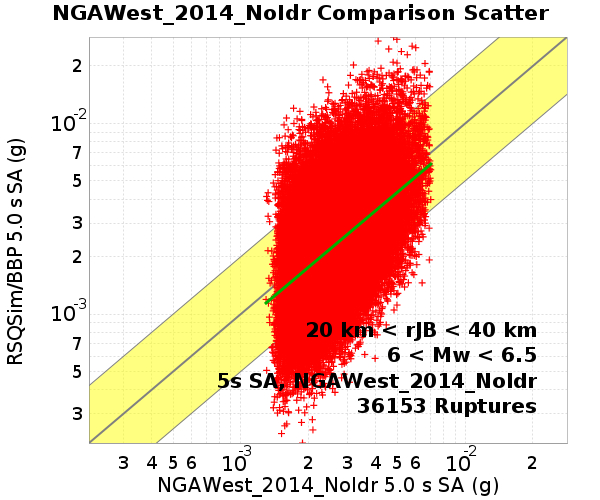 NGAWest_2014_NoIdr Comparison Scatter
RSQSim/BBP 5.0 s SA (g)
2
10-2
7
5
3
2
10-3
7
5
3
20 km < rJB < 40 km
6 < Mw < 6.5
5s SA, NGAWest_2014_NoIdr
36153 Ruptures
3 4 5 6 10-3 2 3 4 5 6 10-2 2
NGAWest_2014_NoIdr 5.0 s SA (g)